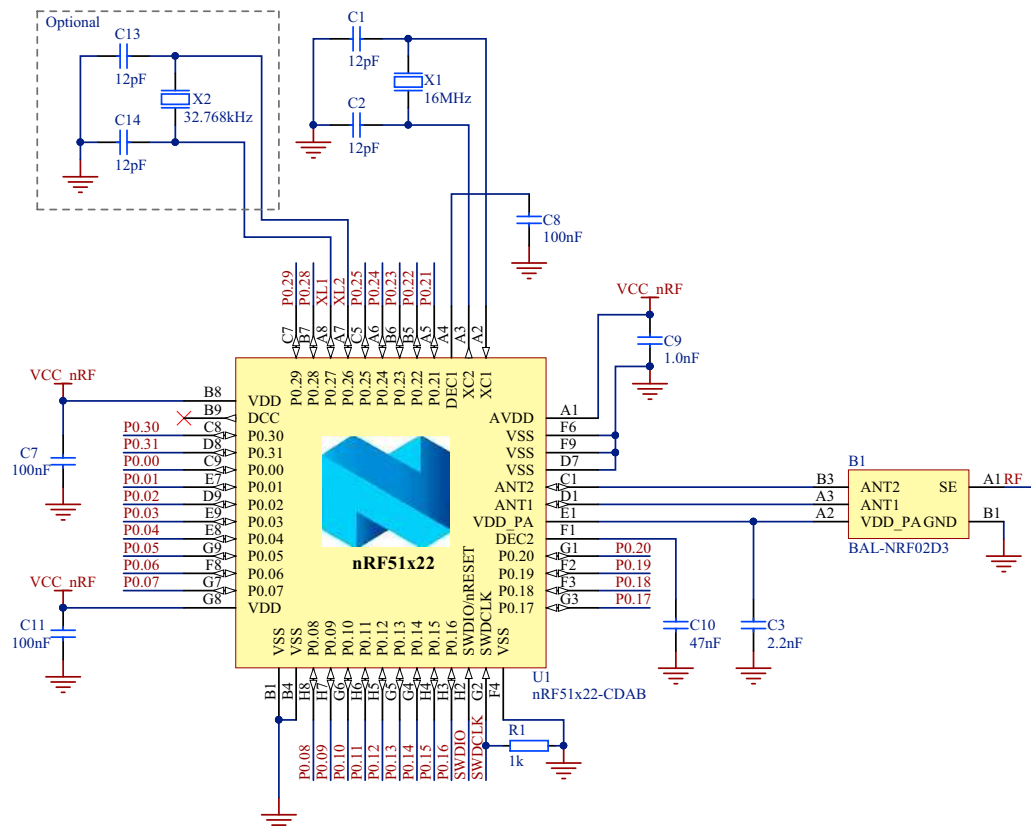 Optional
C13
12pF
X2
32.768kHz
C14
12pF
C1
12pF
X1
16MHz
C2
12pF
C8
100nF
P0.29
P0.28
XL1
XL2
P0.25
P0.24
P0.23
P0.22
P0.21
C7
B7
A8
A7
C5
A6
B6
B5
A5
A4
A3
A2
P0.29
P0.28
P0.27
P0.26
P0.25
P0.24
P0.23
P0.22
P0.21
DEC1
XC2
XC1
VCC_nRF
C9
1.0nF
VCC_nRF
C7
100nF
B8 VDD
B9 DCC
P0.30 C8 P0.30
P0.31 D8 P0.31
P0.00 C9 P0.00
P0.01 E7 P0.01
P0.02 D9 P0.02
P0.03 E9 P0.03
P0.04 E8 P0.04
P0.05 G9 P0.05
P0.06 F8 P0.06
P0.07 G7 P0.07
G8 VDD
VCC_nRF
C11
100nF
nRF51x22
AVDD A1
VSS F6
VSS F9
VSS D7
ANT2 C1
ANT1 D1
VDD_PA E1
DEC2 F1
P0.20 G1 P0.20
P0.19 F2 P0.19
P0.18 F3 P0.18
P0.17 G3 P0.17
B1
B3 ANT2 SE A1 RF
A3 ANT1
A2 VDD_PA GND B1
BAL-NRF02D3
C10
47nF
C3
2.2nF
VSS
VSS
P0.08
P0.09
P0.10
P0.11
P0.12
P0.13
P0.14
P0.15
P0.16
SWDIO/nRESET
SWDCLK
VSS
U1
nRF51x22-CDAB
B1
B4
H8
H7
G6
H6
H5
G5
G4
H4
H3
H2
G2
F4
P0.08
P0.09
P0.10
P0.11
P0.12
P0.13
P0.14
P0.15
P0.16
SWDIO
SWDCLK
R1
1k